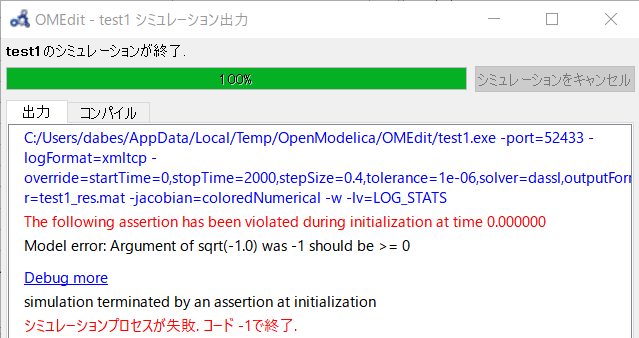 OMEdit - test1 シミュレーション出力
test1のシミュレーションが終了.
100%
シミュレーションをキャンセル
出力
コンパイル
C:/Users/dabes/AppData/Local/Temp/OpenModelica/OMEdit/test1.exe -port=52433 -
logFormat=xmltcp -
override=startTime=0,stopTime=2000,stepSize=0.4,tolerance=1e-06,solver=dassl,outputForm
r=test1_res.mat -jacobian=coloredNumerical -w -lv=LOG_STATS
The following assertion has been violated during initialization at time 0.000000
Model error: Argument of sqrt(-1.0) was -1 should be >= 0
Debug more
simulation terminated by an assertion at initialization
シミュレーションプロセスが失敗. コード -1で終了.